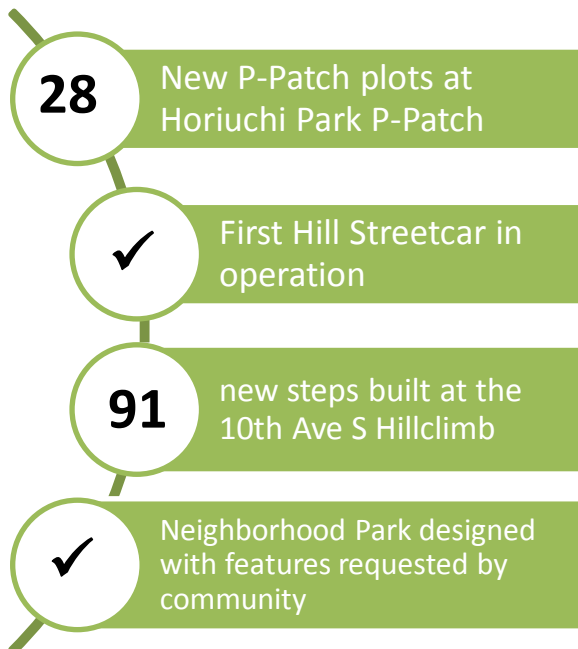 28
New P-Patch plots at
Horiuchi Park P-Patch
✓
First Hill Streetcar in
operation
91
new steps built at the
10th Ave S Hillclimb
✓
Neighborhood Park designed
with features requested by
community